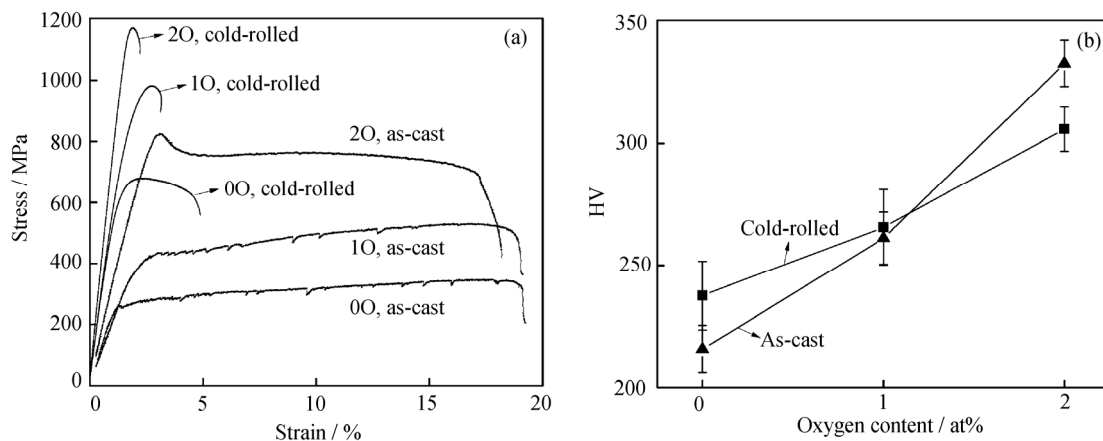 1200
1000
800
600
400
200
0
Stress / MPa
(a)
2O, cold-rolled
1O, cold-rolled
2O, as-cast
0O, cold-rolled
1O, as-cast
0O, as-cast
0 5 10 15 20
Strain / %
350
300
250
200
HV
(b)
Cold-rolled
As-cast
0 1 2
Oxygen content / at%